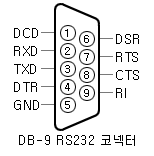 DCD ① ⑥ DSR
RXD ② ⑦ RTS
TXD ③ ⑧ CTS
DTR ④ ⑨ RI
GND ⑤
DB-9 RS232 코넥터